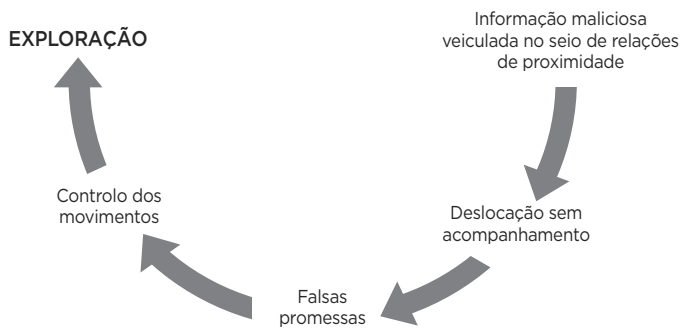 Informação maliciosa
veiculada no seio de relações
de proximidade
Deslocação sem
acompanhamento
Falsas
promessas
Controlo dos
movimentos
EXPLORAÇÃO